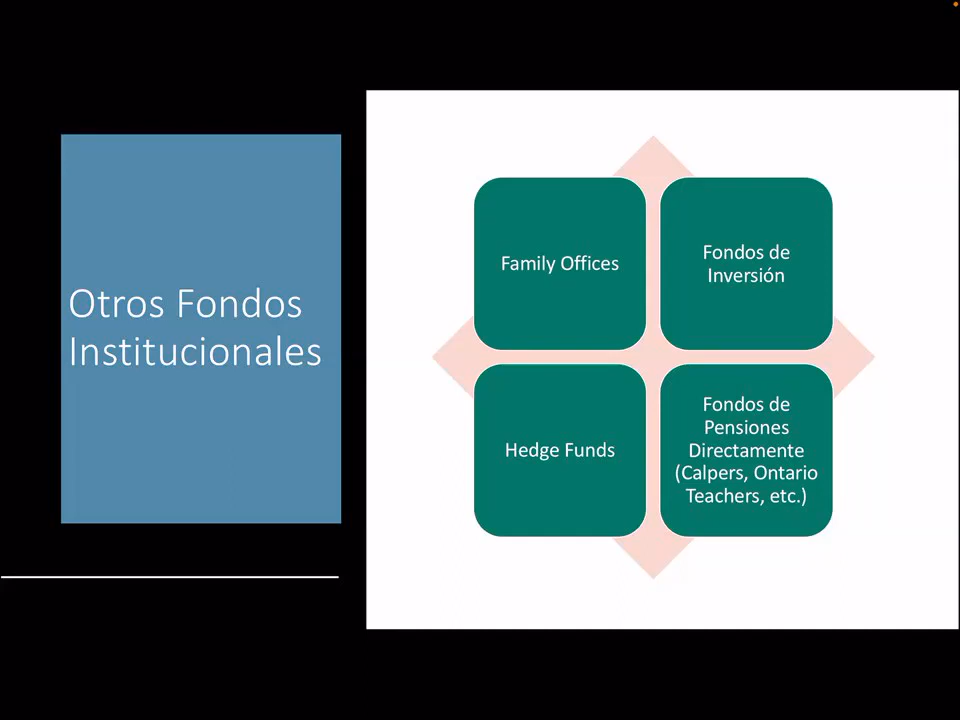 Otros Fondos
Institucionales
Family Offices
Fondos de
Inversión
Hedge Funds
Fondos de
Pensiones
Directamente
(Calpers, Ontario
Teachers, etc.)